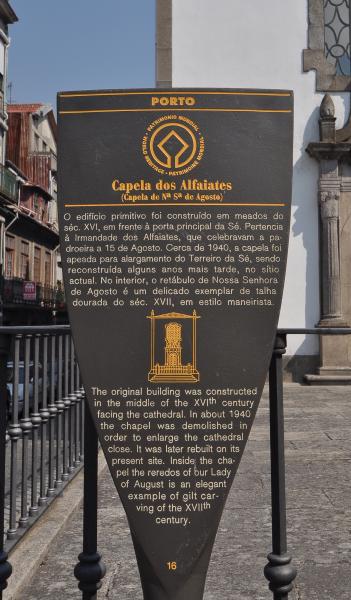 PORTO
PATRIMONIO MUNDIAL • WORLD HERITAGE • PATRIMOINE MONDIAL
Capela dos Alfaiates
(Capela de Nª Sª de Agosto)
O edifício primitivo foi construído em meados do
séc. XVI, em frente à porta principal da Sé. Pertencia
à Irmandade dos Alfaiates, que celebravam a pa-
droeira a 15 de Agosto. Cerca de 1940, a capela foi
apeada para alargamento do Terreiro da Sé, sendo
reconstruída alguns anos mais tarde, no sítio
actual. No interior, o retábulo de Nossa Senhora
de Agosto é um delicado exemplar de talha
dourada do séc. XVII, em estilo maneirista.
The original building was constructed
in the middle of the XVIth century
facing the cathedral. In about 1940
the chapel was demolished in
order to enlarge the cathedral
close. It was later rebuilt on its
present site. Inside the cha-
pel the reredos of our Lady
of August is an elegant
example of gilt car-
ving of the XVIIth
century.
16